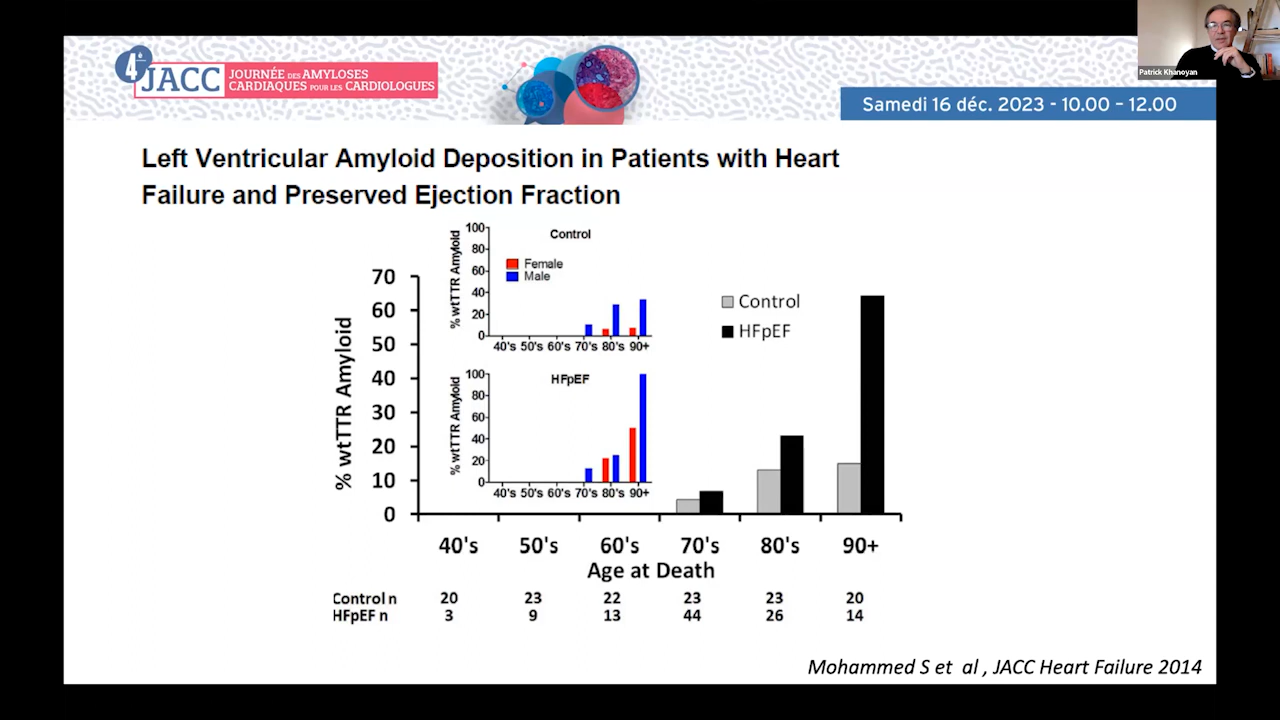 Patrick Khanoyan
4è
JACC
JOURNÉE DES AMYLOSES
CARDIAQUES POUR LES CARDIOLOGUES
Samedi 16 déc. 2023 - 10.00 – 12.00
Left Ventricular Amyloid Deposition in Patients with Heart
Failure and Preserved Ejection Fraction
% wtTTR Amyloid
70
60
50
40
30
20
10
0
Control
Female
Male
% wtTTR Amyloid
100
80
60
40
20
0
40's 50's 60's 70's 80's 90+
HFpEF
% wtTTR Amyloid
100
80
60
40
20
0
40's 50's 60's 70's 80's 90+
Control
HFpEF
40's 50's 60's 70's 80's 90+
Age at Death
Control n 20 23 22 23 23 20
HFpEF n 3 9 13 44 26 14
Mohammed S et al , JACC Heart Failure 2014